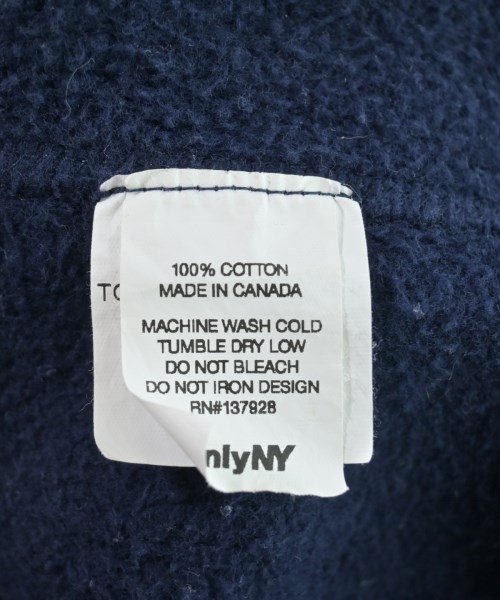 100% COTTON
MADE IN CANADA
MACHINE WASH COLD
TUMBLE DRY LOW
DO NOT BLEACH
DO NOT IRON DESIGN
RN#137928
nlyNY